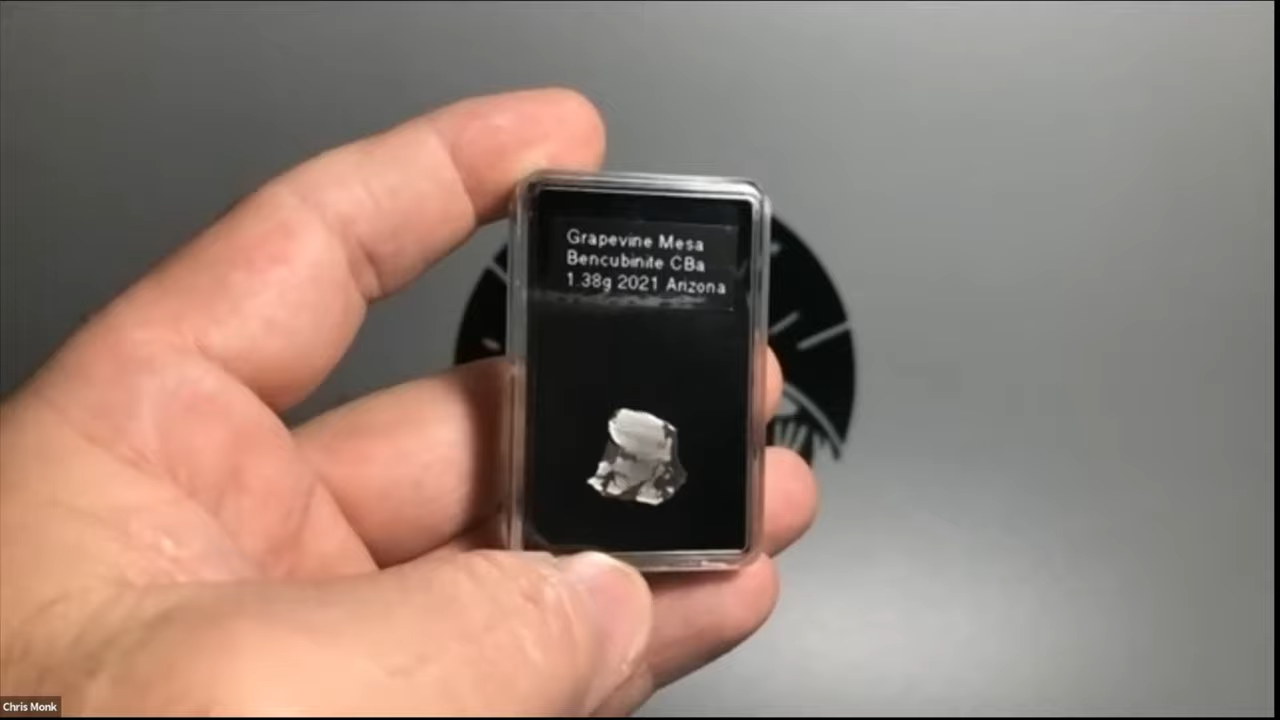 Grapevine Mesa
Bencubinite CBa
1.38g 2021 Arizona
Chris Monk